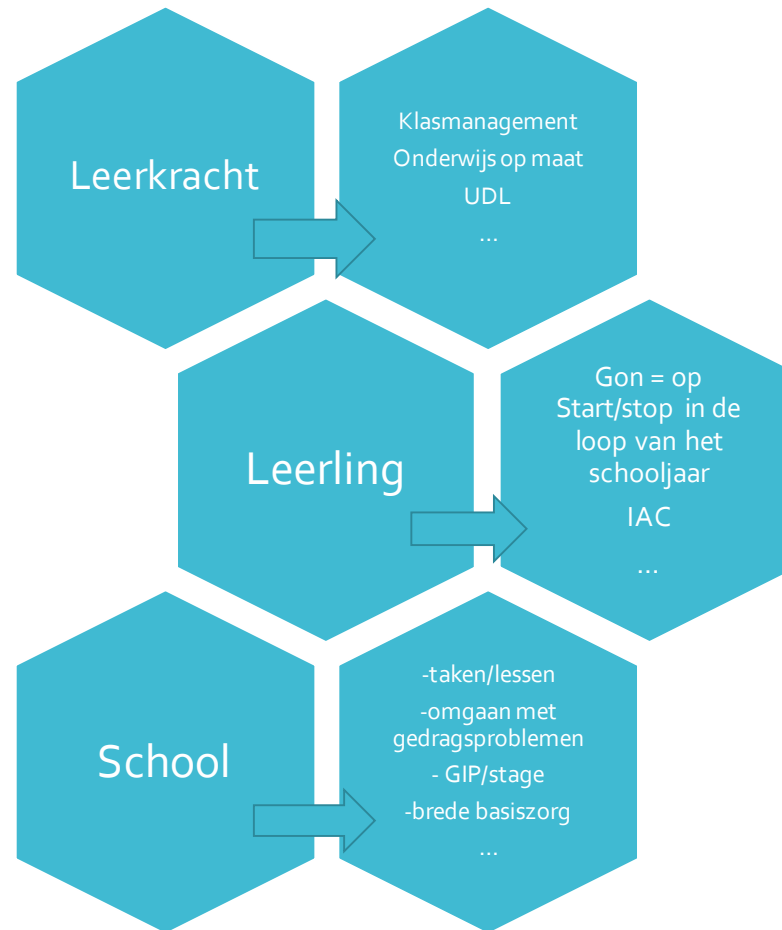 Leerkracht
Klasmanagement
Onderwijs op maat
UDL
...
Leerling
Gon = op
Start/stop in de
loop van het
schooljaar
IAC
...
School
-taken/lessen
-omgaan met
gedragsproblemen
- GIP/stage
-brede basiszorg
...